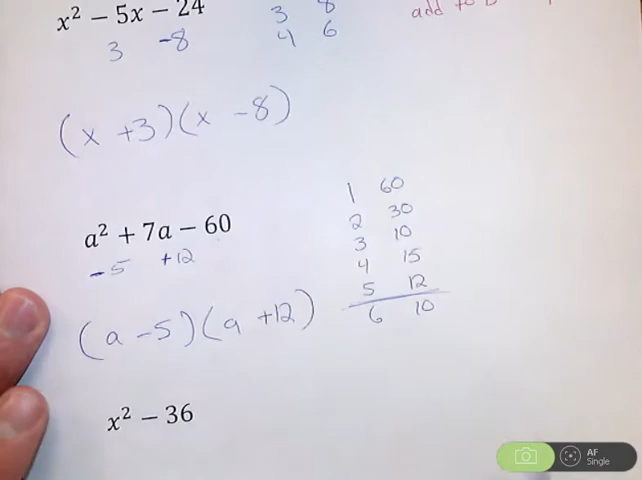 x² − 5x − 24
3 −8
3 8
4 6
add to
(x +3)(x −8)
a² + 7a − 60
−5 +12
1 60
2 30
3 10
4 15
5 12
6 10
(a −5)(a +12)
x² − 36
AF
Single